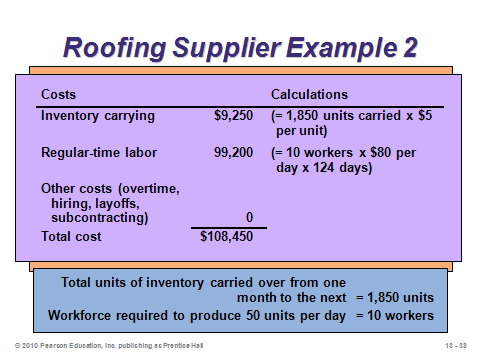 Roofing Supplier Example 2
Costs Calculations
Inventory carrying $9,250 (= 1,850 units carried x $5
per unit)
Regular-time labor 99,200 (= 10 workers x $80 per
day x 124 days)
Other costs (overtime,
hiring, layoffs,
subcontracting) 0
Total cost $108,450
Total units of inventory carried over from one
month to the next = 1,850 units
Workforce required to produce 50 units per day = 10 workers
© 2010 Pearson Education, Inc. publishing as Prentice Hall 13 - 38